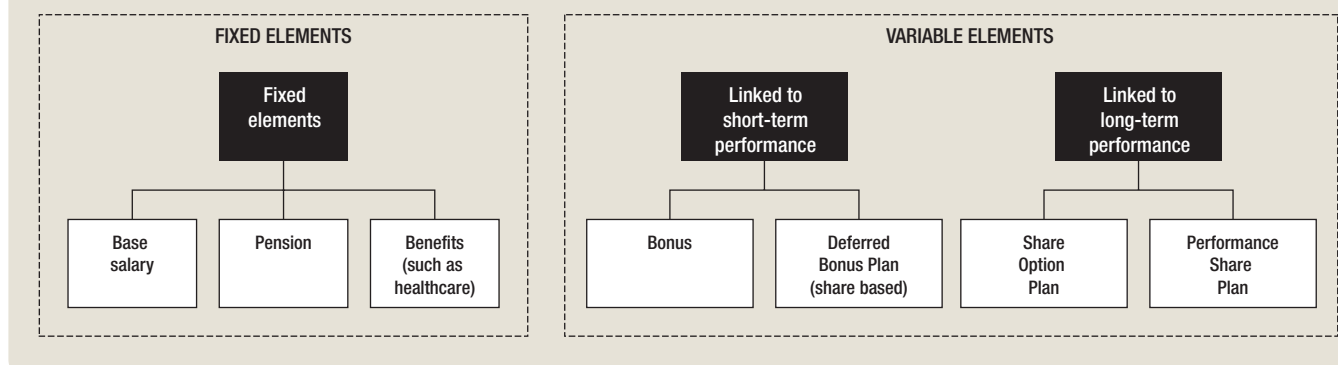 FIXED ELEMENTS
Fixed
elements
Base
salary
Pension
Benefits
(such as
healthcare)
VARIABLE ELEMENTS
Linked to
short-term
performance
Bonus
Deferred
Bonus Plan
(share based)
Linked to
long-term
performance
Share
Option
Plan
Performance
Share
Plan